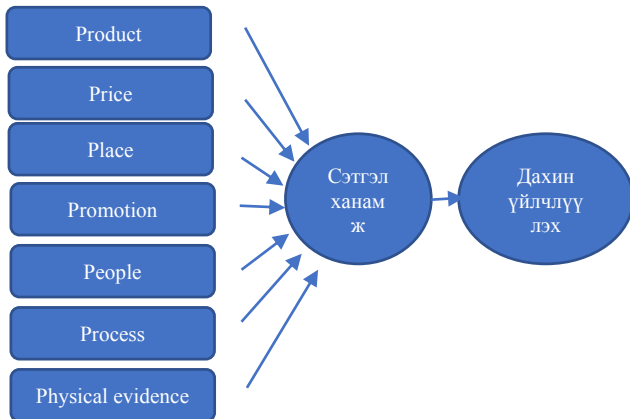 Product
Price
Place
Promotion
People
Process
Physical evidence
Сэтгэл
ханам
ж
Дахин
үйлчлүү
лэх